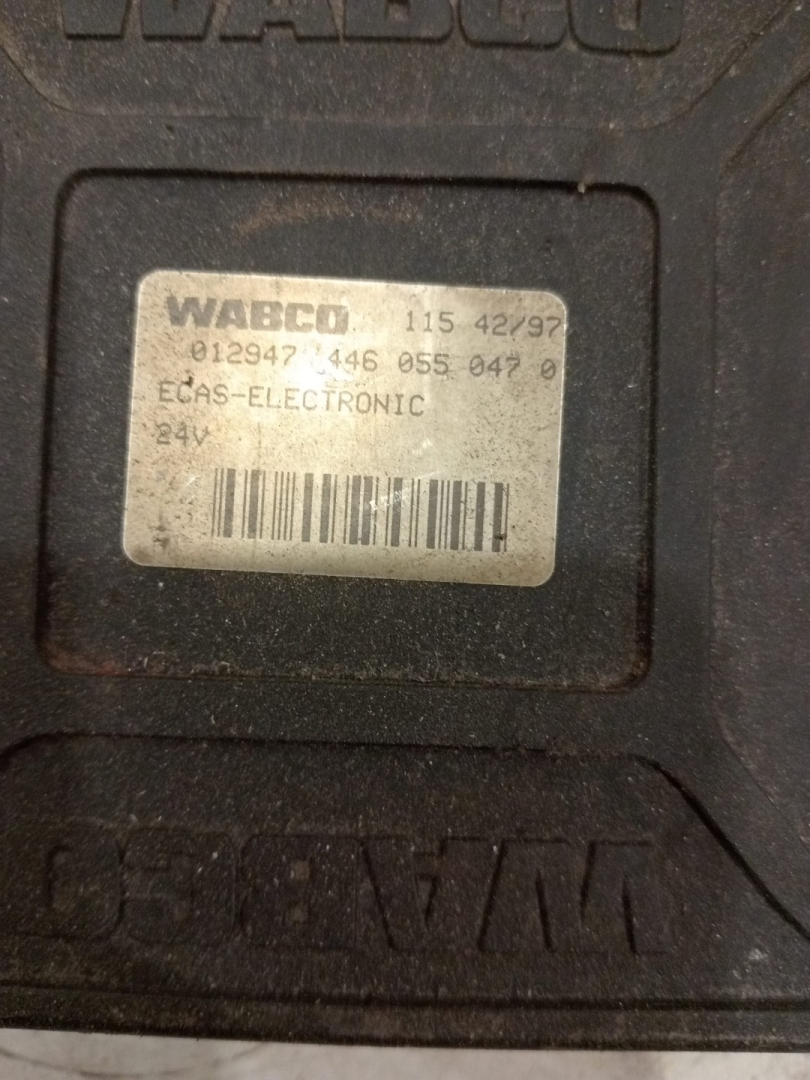 WABCO
WABCO 115 42/97
012947 446 055 047 0
ECAS-ELECTRONIC
24V
WABCO